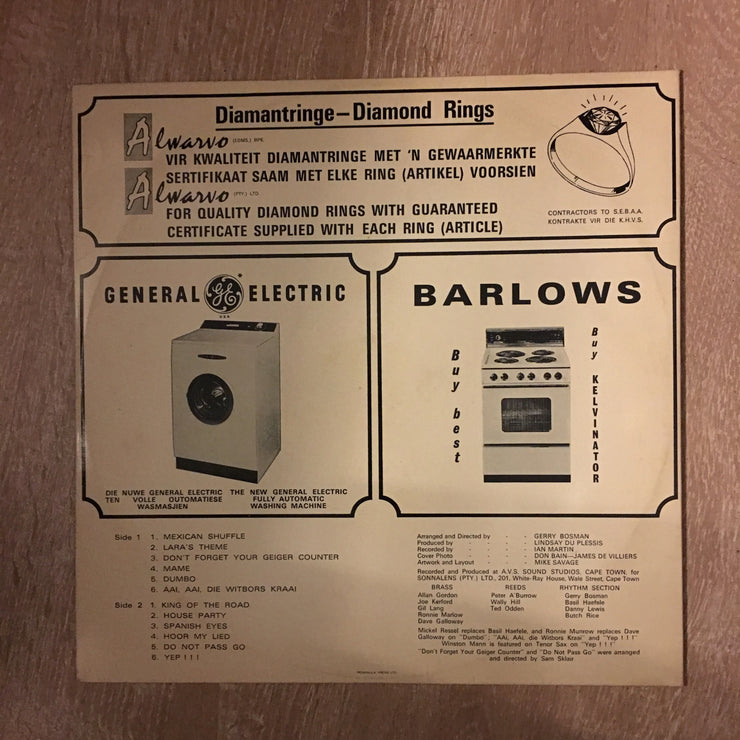 Diamantringe – Diamond Rings
Alwarvo (EDMS.) BPK.
VIR KWALITEIT DIAMANTRINGE MET 'N GEWAARMERKTE
SERTIFIKAAT SAAM MET ELKE RING (ARTIKEL) VOORSIEN
Alwarvo (PTY.) LTD.
FOR QUALITY DIAMOND RINGS WITH GUARANTEED
CERTIFICATE SUPPLIED WITH EACH RING (ARTICLE)
CONTRACTORS TO S.E.B.A.A.
KONTRAKTE VIR DIE K.H.V.S.
GENERAL GE ELECTRIC
U.S.A.
DIE NUWE GENERAL ELECTRIC
TEN VOLLE OUTOMATIESE
WASMASJIEN
THE NEW GENERAL ELECTRIC
FULLY AUTOMATIC
WASHING MACHINE
BARLOWS
Buy best
Buy KELVINATOR
Side 1 1. MEXICAN SHUFFLE
2. LARA'S THEME
3. DON'T FORGET YOUR GEIGER COUNTER
4. MAME
5. DUMBO
6. AAI, AAI, DIE WITBORS KRAAI
Side 2 1. KING OF THE ROAD
2. HOUSE PARTY
3. SPANISH EYES
4. HOOR MY LIED
5. DO NOT PASS GO
6. YEP ! ! !
Arranged and Directed by - - GERRY BOSMAN
Produced by - - - - LINDSAY DU PLESSIS
Recorded by - - - - IAN MARTIN
Cover Photo - - - DON BAIN—JAMES DE VILLIERS
Artwork and Layout - - - MIKE SAVAGE
Recorded and Produced at A.V.S. SOUND STUDIOS, CAPE TOWN, for
SONNALENS (PTY.) LTD., 201, White-Ray House, Wale Street, Cape Town
BRASS
Allan Gordon
Joe Kerford
Gil Lang
Ronnie Marlow
Dave Galloway
REEDS
Peter A'Burrow
Wally Hill
Ted Odden
RHYTHM SECTION
Gerry Bosman
Basil Haefele
Danny Lewis
Butch Rice
Mickel Ressel replaces Basil Haefele, and Ronnie Munrow replaces Dave
Galloway on "Dumbo"; "AAi, AAi, die Witbors Kraai" and "Yep ! ! !"
Winston Mann is featured on Tenor Sax on "Yep ! ! !"
"Don't Forget Your Geiger Counter" and "Do Not Pass Go" were arranged
and directed by Sam Sklair